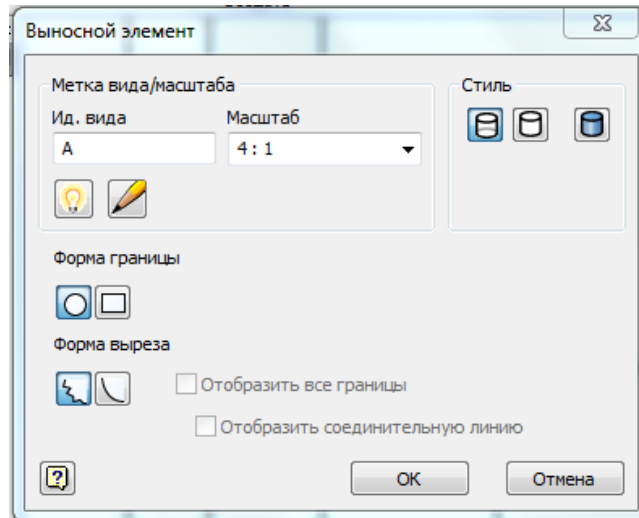 Выносной элемент
Метка вида/масштаба
Стиль
Ид. вида
Масштаб
A
4 : 1
Форма границы
Форма выреза
Отобразить все границы
Отобразить соединительную линию
?
ОК
Отмена